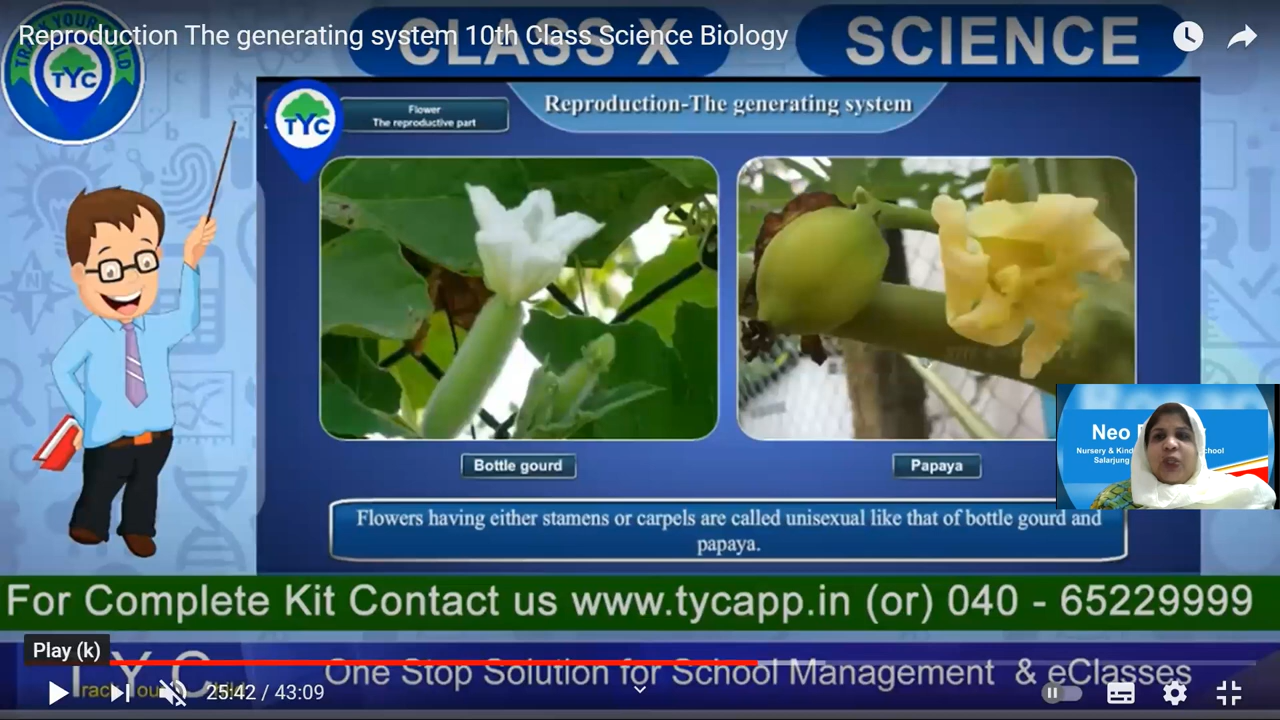 Reproduction The generating system 10th Class Science Biology
CLASS X
SCIENCE
TRACK YOUR CHILD
TYC
TYC
Flower
The reproductive part
Reproduction-The generating system
Bottle gourd
Papaya
Neo
Nursery &
Salarjung
Flowers having either stamens or carpels are called unisexual like that of bottle gourd and
papaya.
For Complete Kit Contact us www.tycapp.in (or) 040 - 65229999
Play (k)
One Stop Solution for School Management & eClasses
25:42 / 43:09